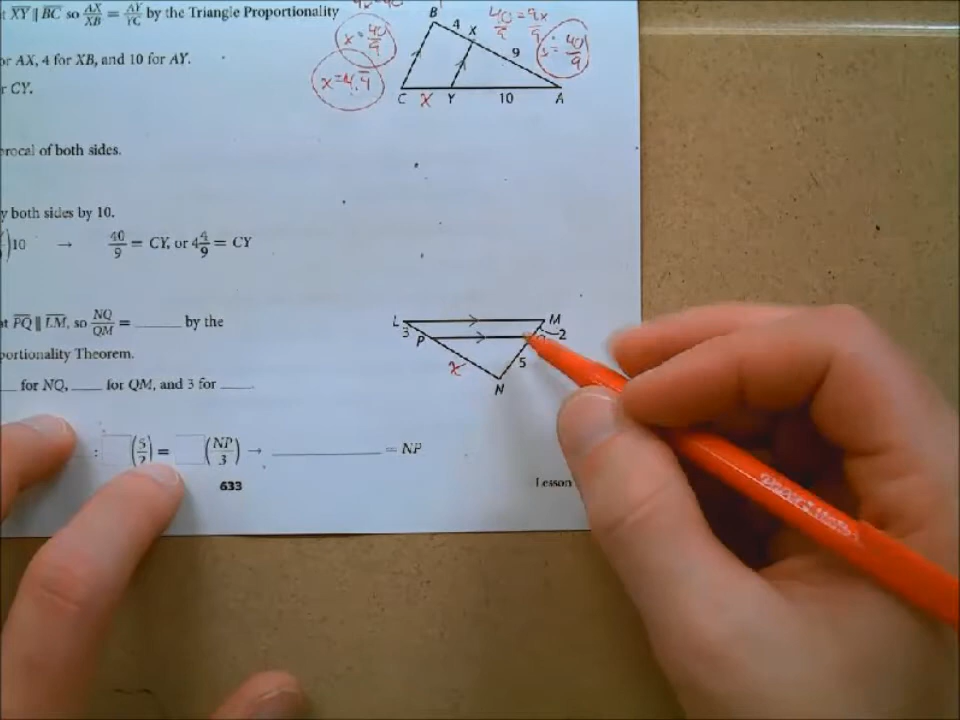 t XY ∥ BC so AX/XB = AY/YC by the Triangle Proportionality
or AX, 4 for XB, and 10 for AY.
r CY.
procal of both sides.
y both sides by 10.
)10 → 40/9 = CY, or 4 4/9 = CY
x = 40/9
x = 4.4̅
40/9 = 9x/9
x = 40/9
B
4
X
9
C
x
Y
10
A
at PQ ∥ LM, so NQ/QM = ____ by the
portionality Theorem.
__ for NQ, ____ for QM, and 3 for ____.
: (5/2) = (NP/3) → ____ = NP
L
M
3
P
2
x
5
N
633
Lesson